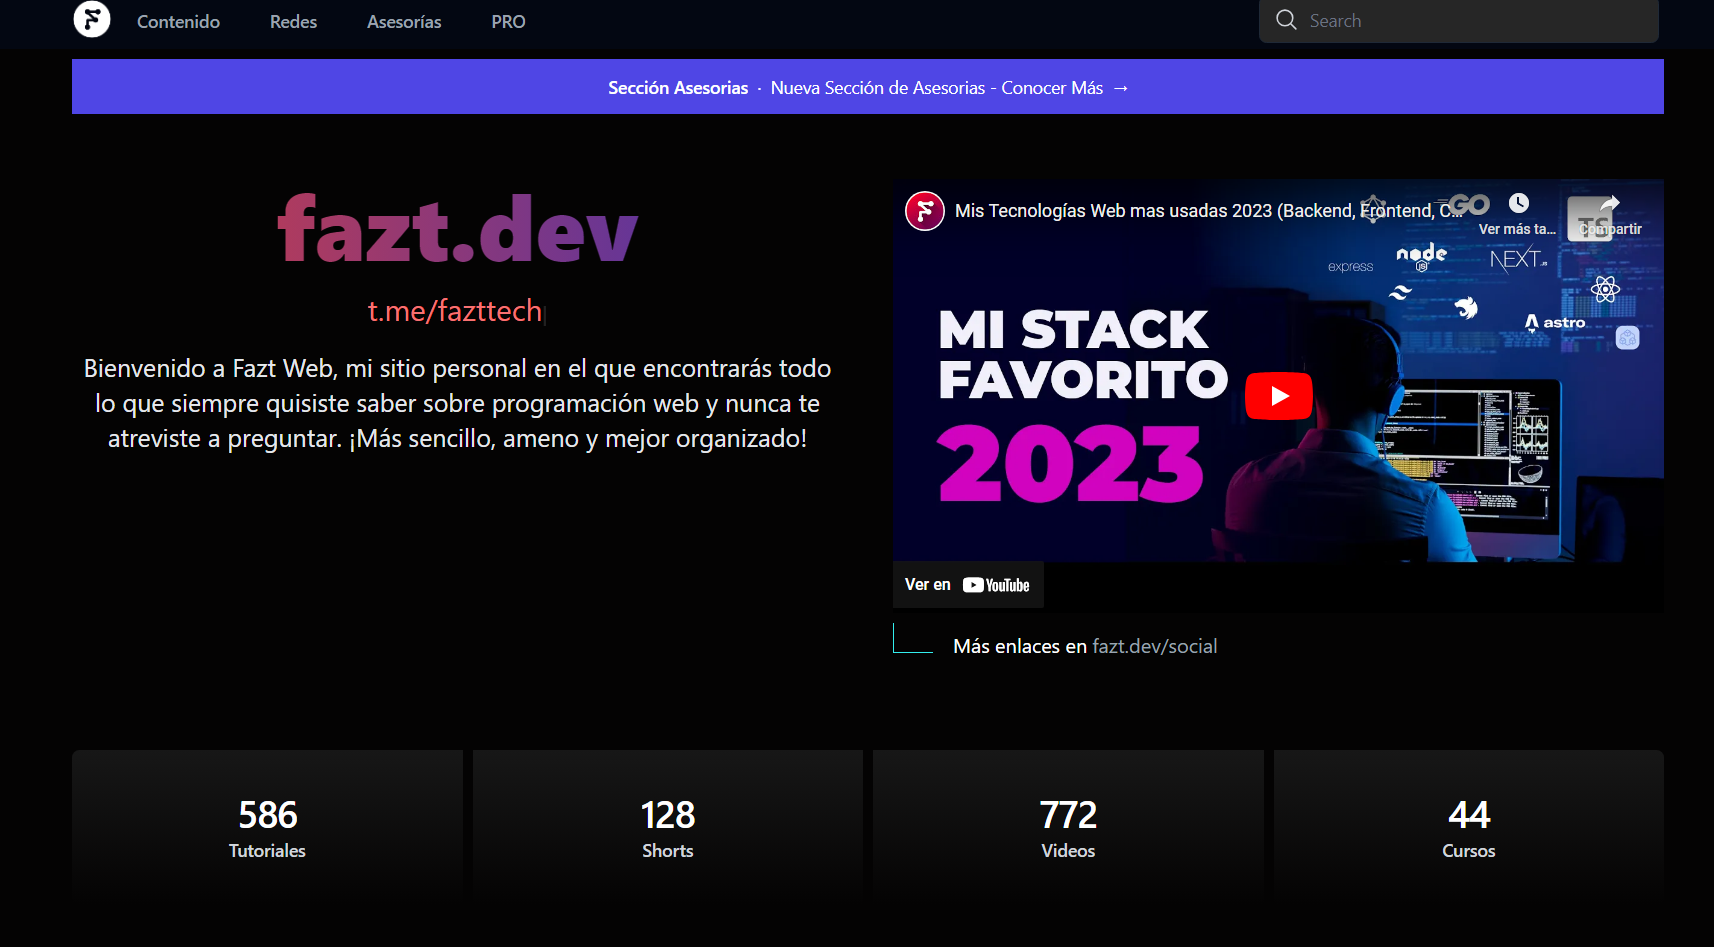 Contenido Redes Asesorías PRO Search
Sección Asesorias · Nueva Sección de Asesorias - Conocer Más →
fazt.dev
t.me/fazttech
Bienvenido a Fazt Web, mi sitio personal en el que encontrarás todo
lo que siempre quisiste saber sobre programación web y nunca te
atreviste a preguntar. ¡Más sencillo, ameno y mejor organizado!
Mis Tecnologías Web mas usadas 2023 (Backend, Frontend, C...
GO
Ver más ta...
TS
Compartir
express
node
JS
NEXT.JS
astro
MI STACK
FAVORITO
2023
Ver en YouTube
Más enlaces en fazt.dev/social
586
Tutoriales
128
Shorts
772
Videos
44
Cursos